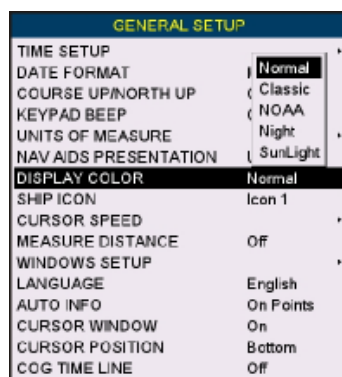 GENERAL SETUP
TIME SETUP
DATE FORMAT
COURSE UP/NORTH UP
KEYPAD BEEP
UNITS OF MEASURE
NAV AIDS PRESENTATION
Normal
Classic
NOAA
Night
SunLight
DISPLAY COLOR Normal
SHIP ICON Icon 1
CURSOR SPEED
MEASURE DISTANCE Off
WINDOWS SETUP
LANGUAGE English
AUTO INFO On Points
CURSOR WINDOW On
CURSOR POSITION Bottom
COG TIME LINE Off